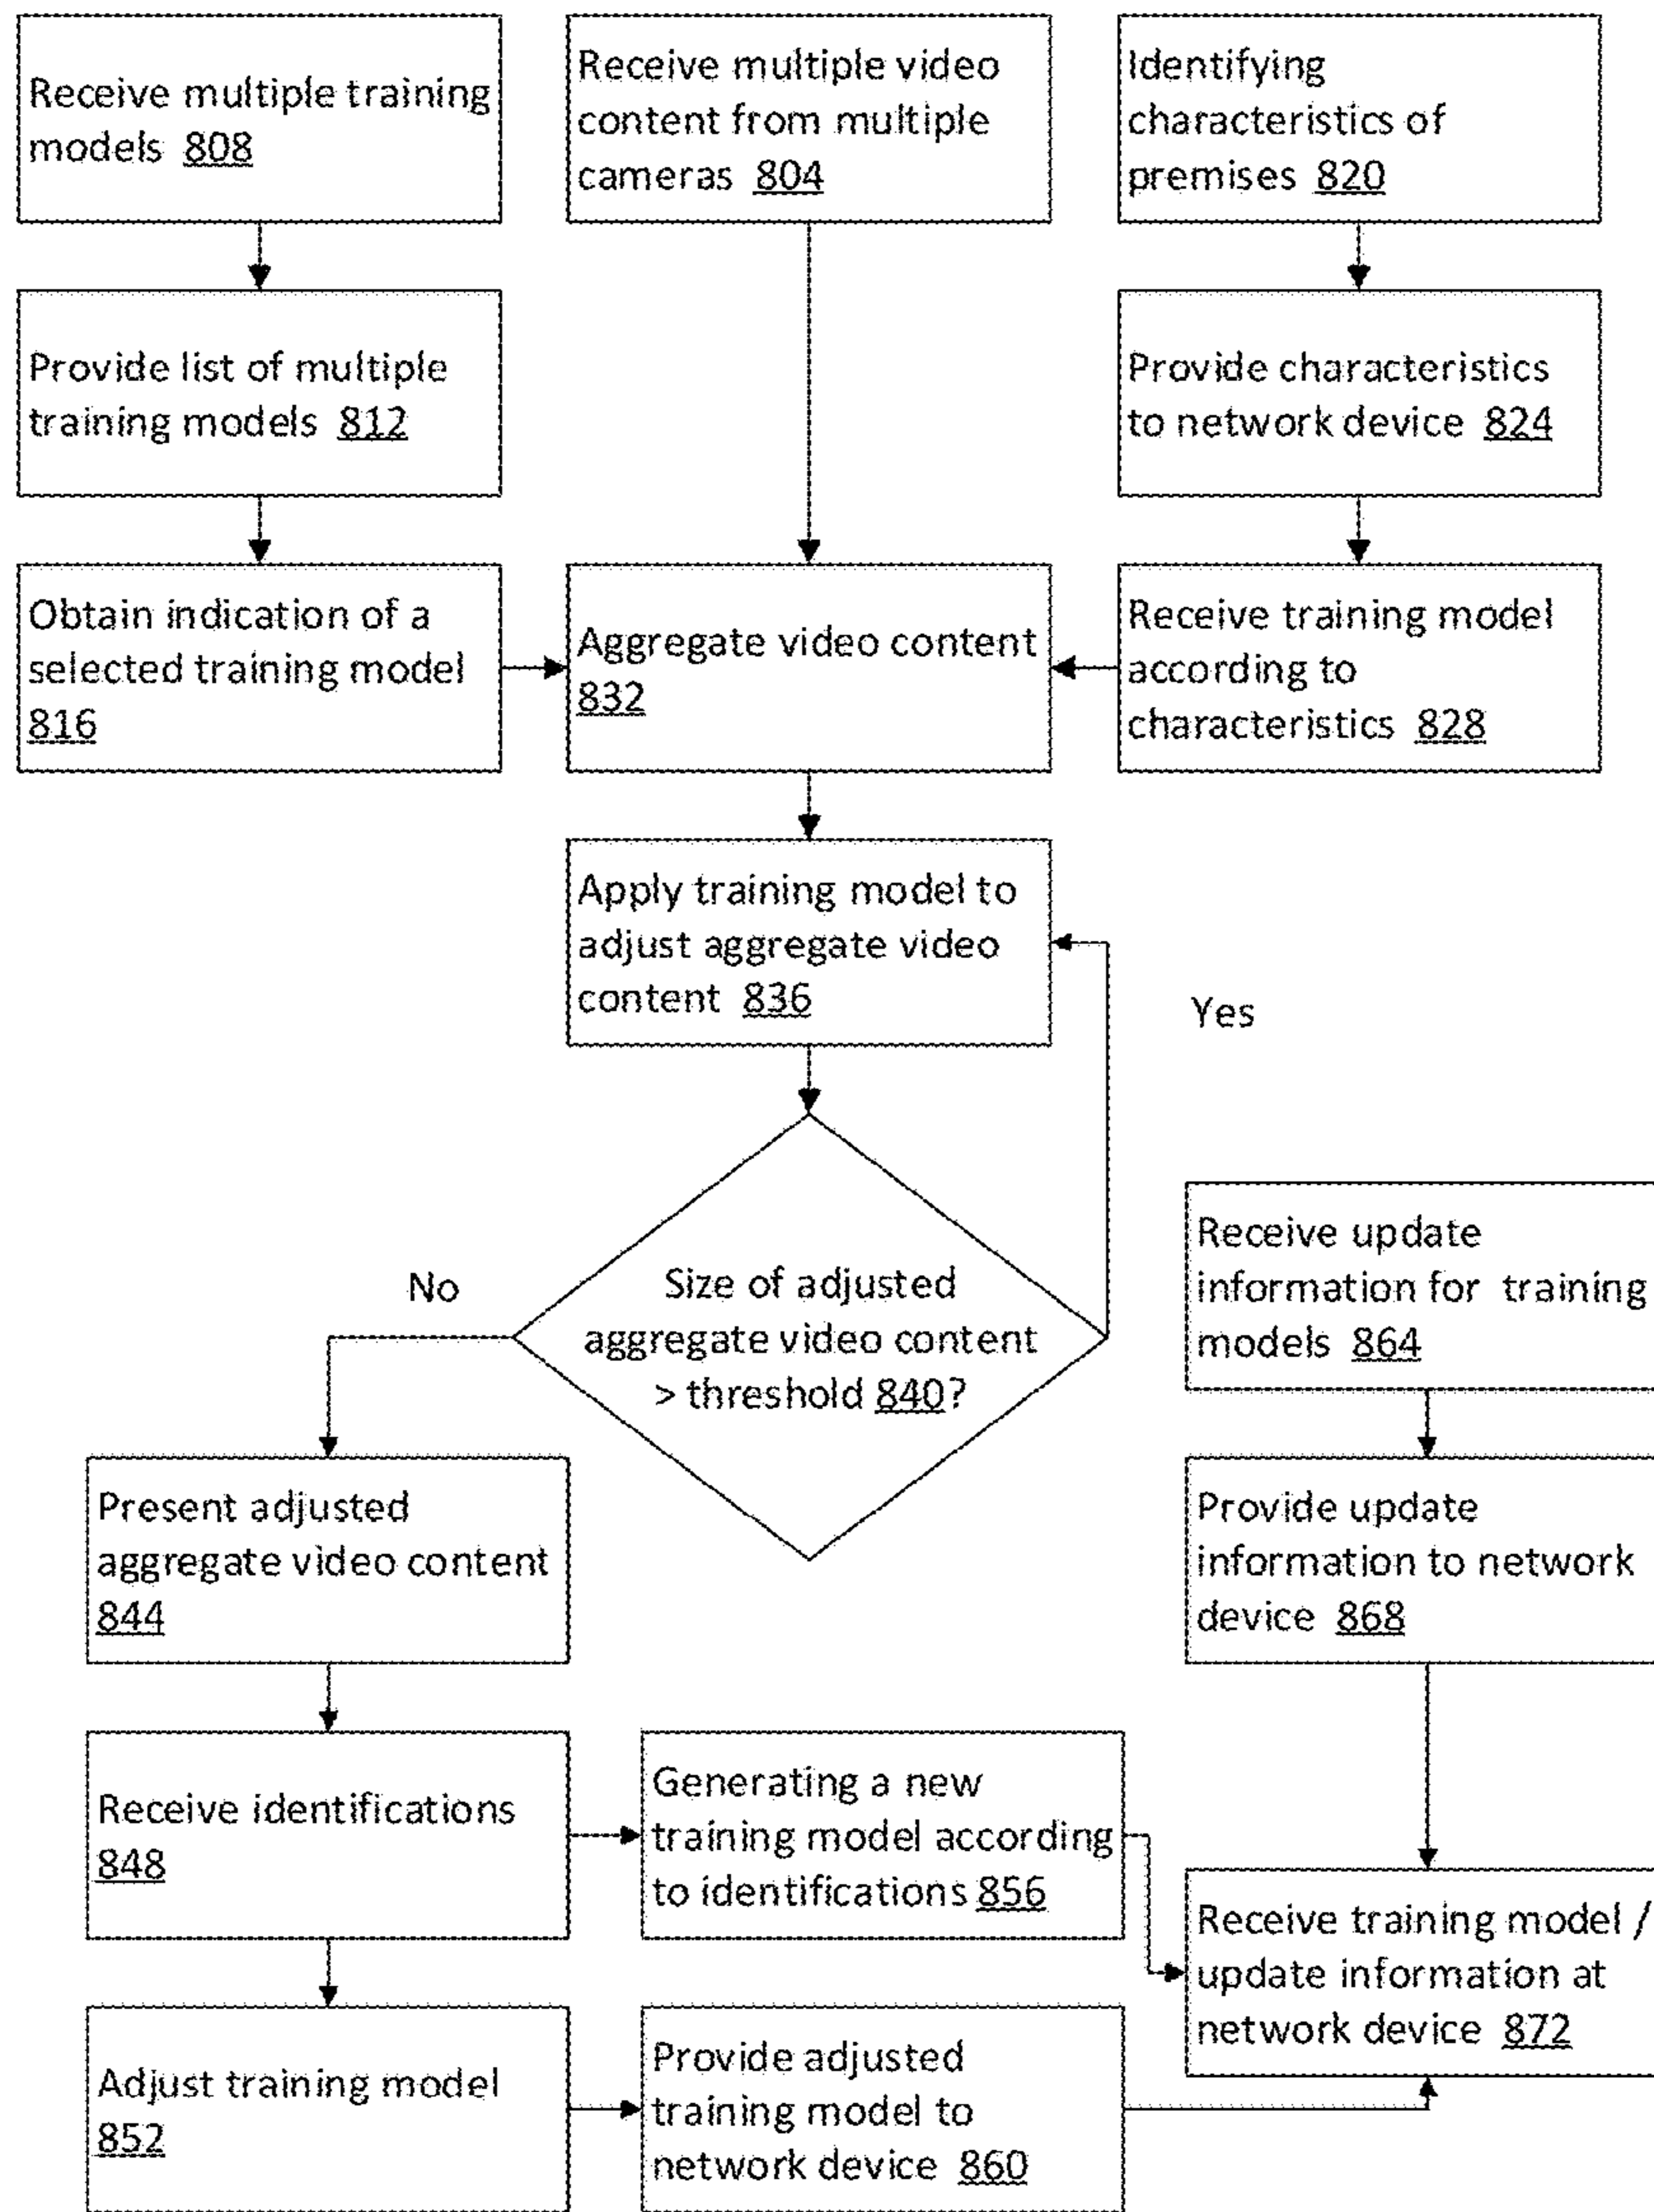 Receive multiple training
models 808
Receive multiple video
content from multiple
cameras 804
Identifying
characteristics of
premises 820
Provide list of multiple
training models 812
Provide characteristics
to network device 824
Obtain indication of a
selected training model
816
Aggregate video content
832
Receive training model
according to
characteristics 828
Apply training model to
adjust aggregate video
content 836
Yes
No
Size of adjusted
aggregate video content
> threshold 840?
Receive update
information for training
models 864
Present adjusted
aggregate video content
844
Provide update
information to network
device 868
Receive identifications
848
Generating a new
training model according
to identifications 856
Receive training model /
update information at
network device 872
Adjust training model
852
Provide adjusted
training model to
network device 860